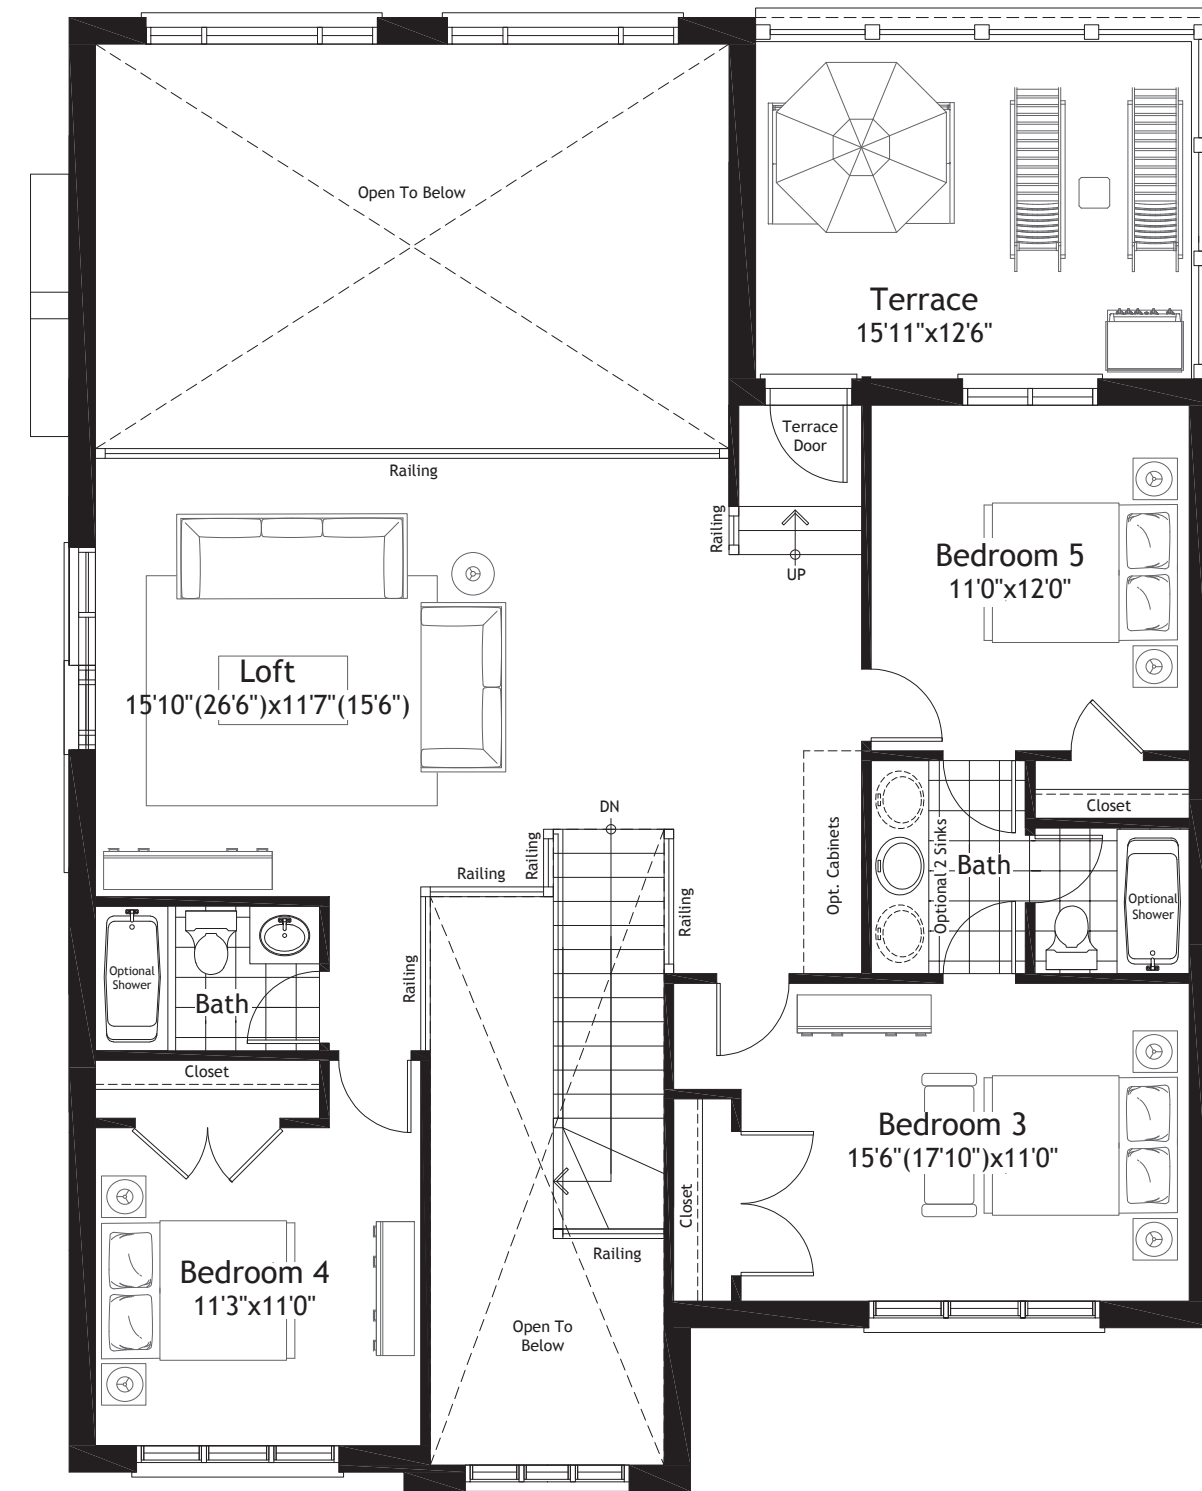 Open To Below
Terrace
15'11"x12'6"
Terrace
Door
Railing
Railing
UP
Bedroom 5
11'0"x12'0"
Loft
15'10"(26'6")x11'7"(15'6")
DN
Closet
Railing
Railing
Opt. Cabinets
Optional 2 Sinks
Bath
Optional
Shower
Railing
Railing
Optional
Shower
Bath
Closet
Bedroom 3
15'6"(17'10")x11'0"
Closet
Railing
Bedroom 4
11'3"x11'0"
Open To
Below